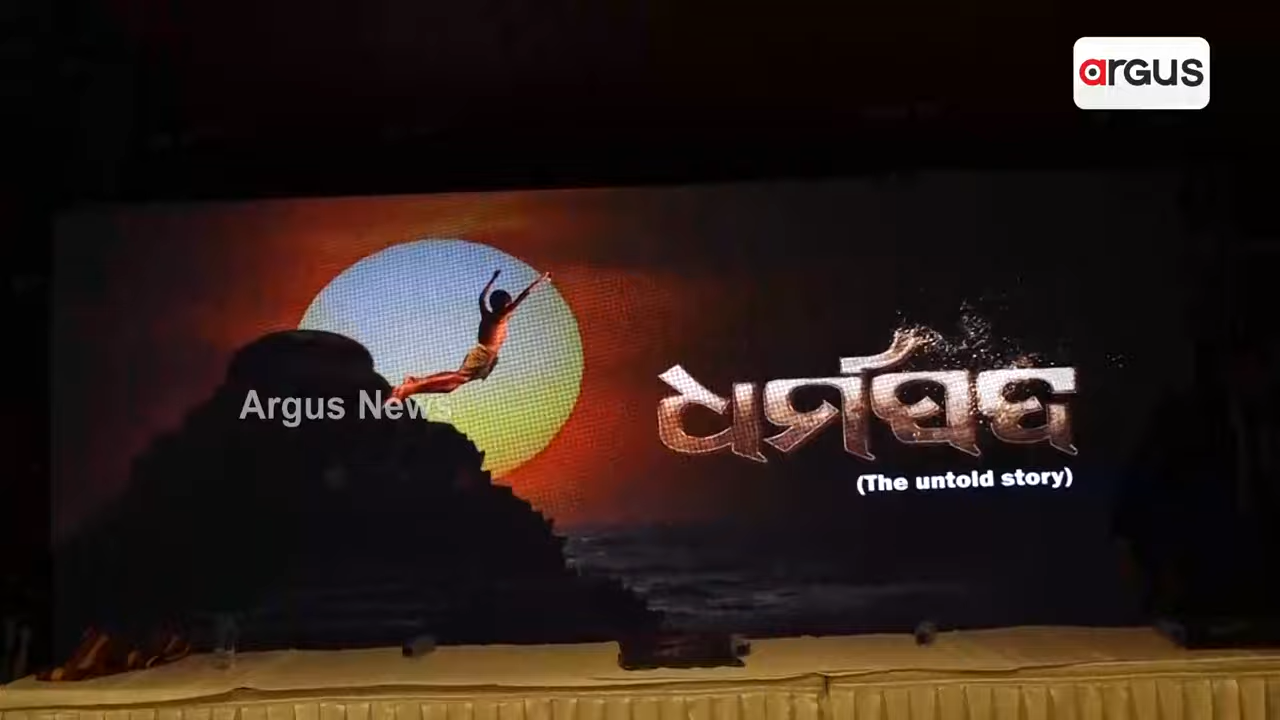 argus
Argus News
ଧର୍ମପଦ
(The untold story)